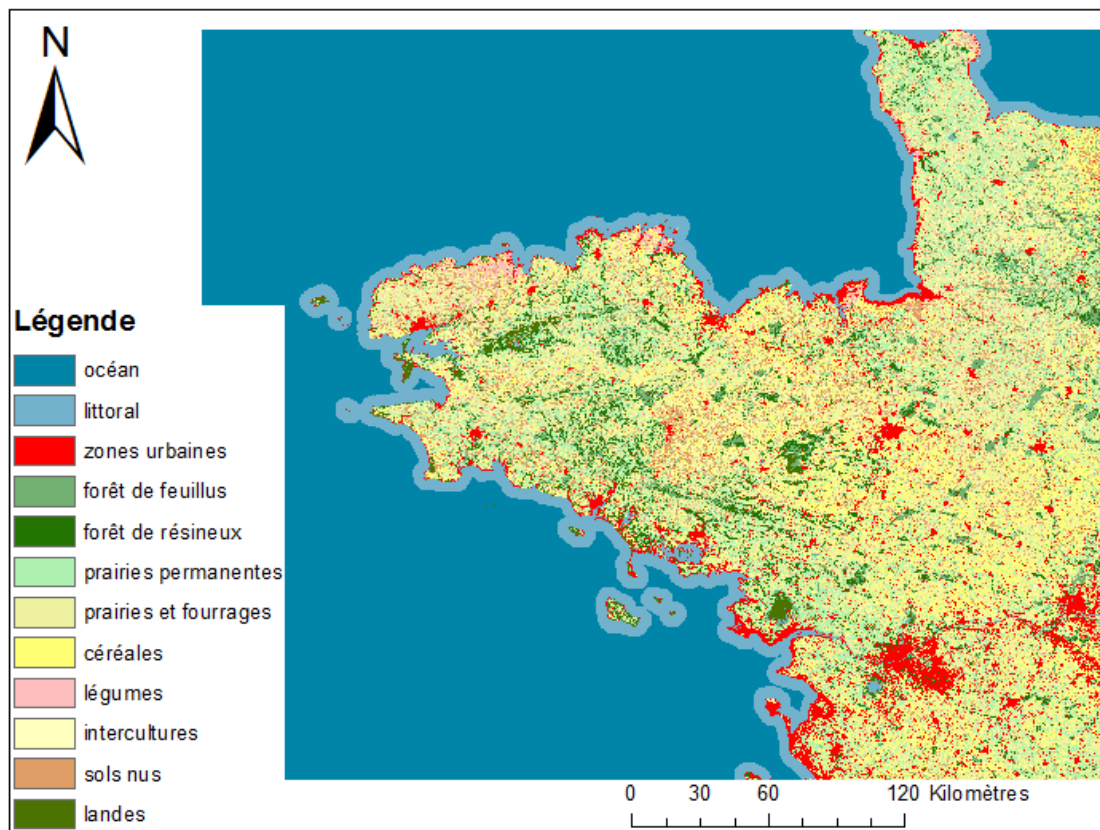 N
Légende
océan
littoral
zones urbaines
forêt de feuillus
forêt de résineux
prairies permanentes
prairies et fourrages
céréales
légumes
intercultures
sols nus
landes
0 30 60 120 Kilomètres